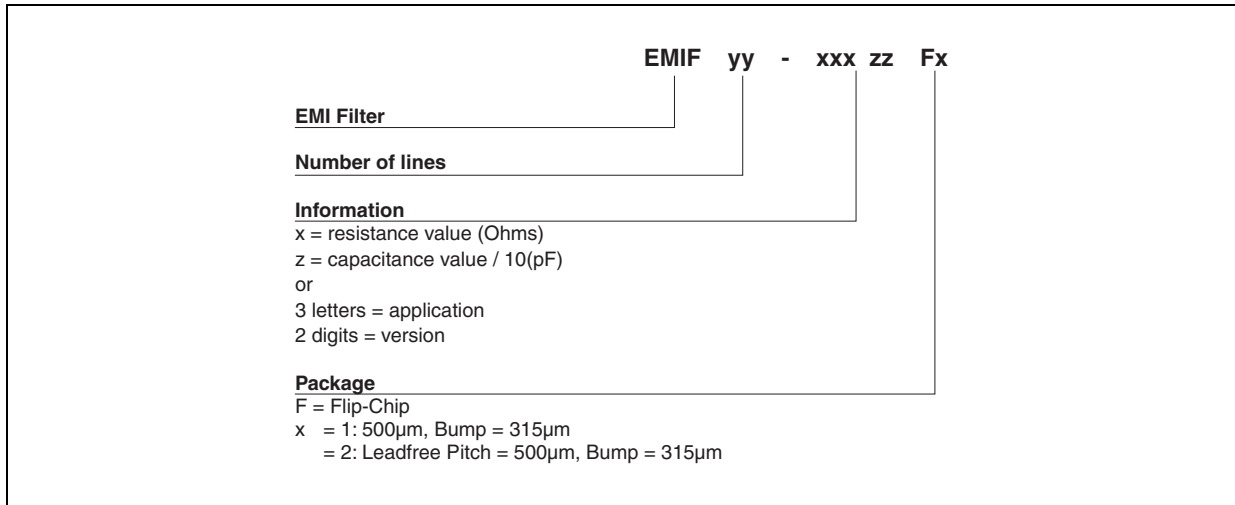 EMIF yy - xxx zz Fx
EMI Filter
Number of lines
Information
x = resistance value (Ohms)
z = capacitance value / 10(pF)
or
3 letters = application
2 digits = version
Package
F = Flip-Chip
x = 1: 500µm, Bump = 315µm
= 2: Leadfree Pitch = 500µm, Bump = 315µm